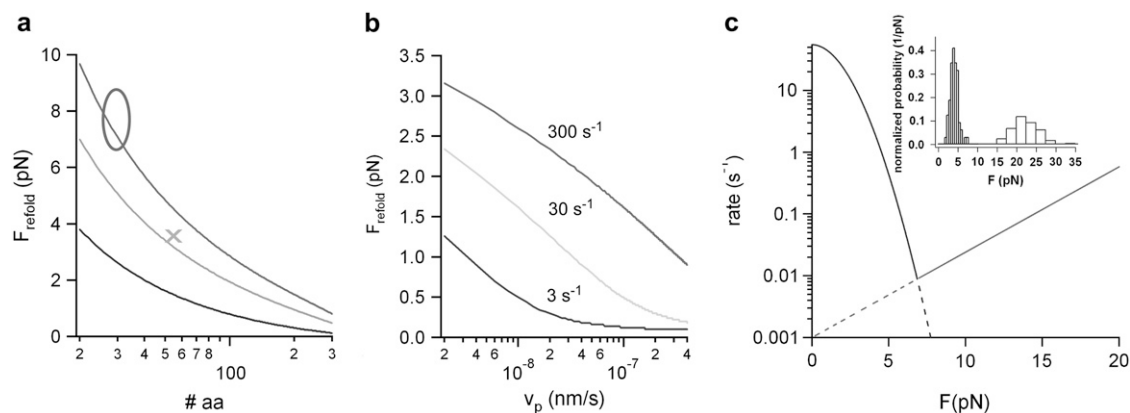 a
b
c
10
8
6
4
2
0
F_refold (pN)
2 3 4 5 6 7 8 2 3
100
# aa
3.5
3.0
2.5
2.0
1.5
1.0
0.5
0.0
F_refold (pN)
300 s⁻¹
30 s⁻¹
3 s⁻¹
2 4 6 2 4 6 2 4
10⁻⁸ 10⁻⁷
vₚ (nm/s)
10
1
0.1
0.01
0.001
rate (s⁻¹)
0 5 10 15 20
F(pN)
normalized probability (1/pN)
0.4
0.3
0.2
0.1
0.0
0 5 10 15 20 25 30 35
F (pN)